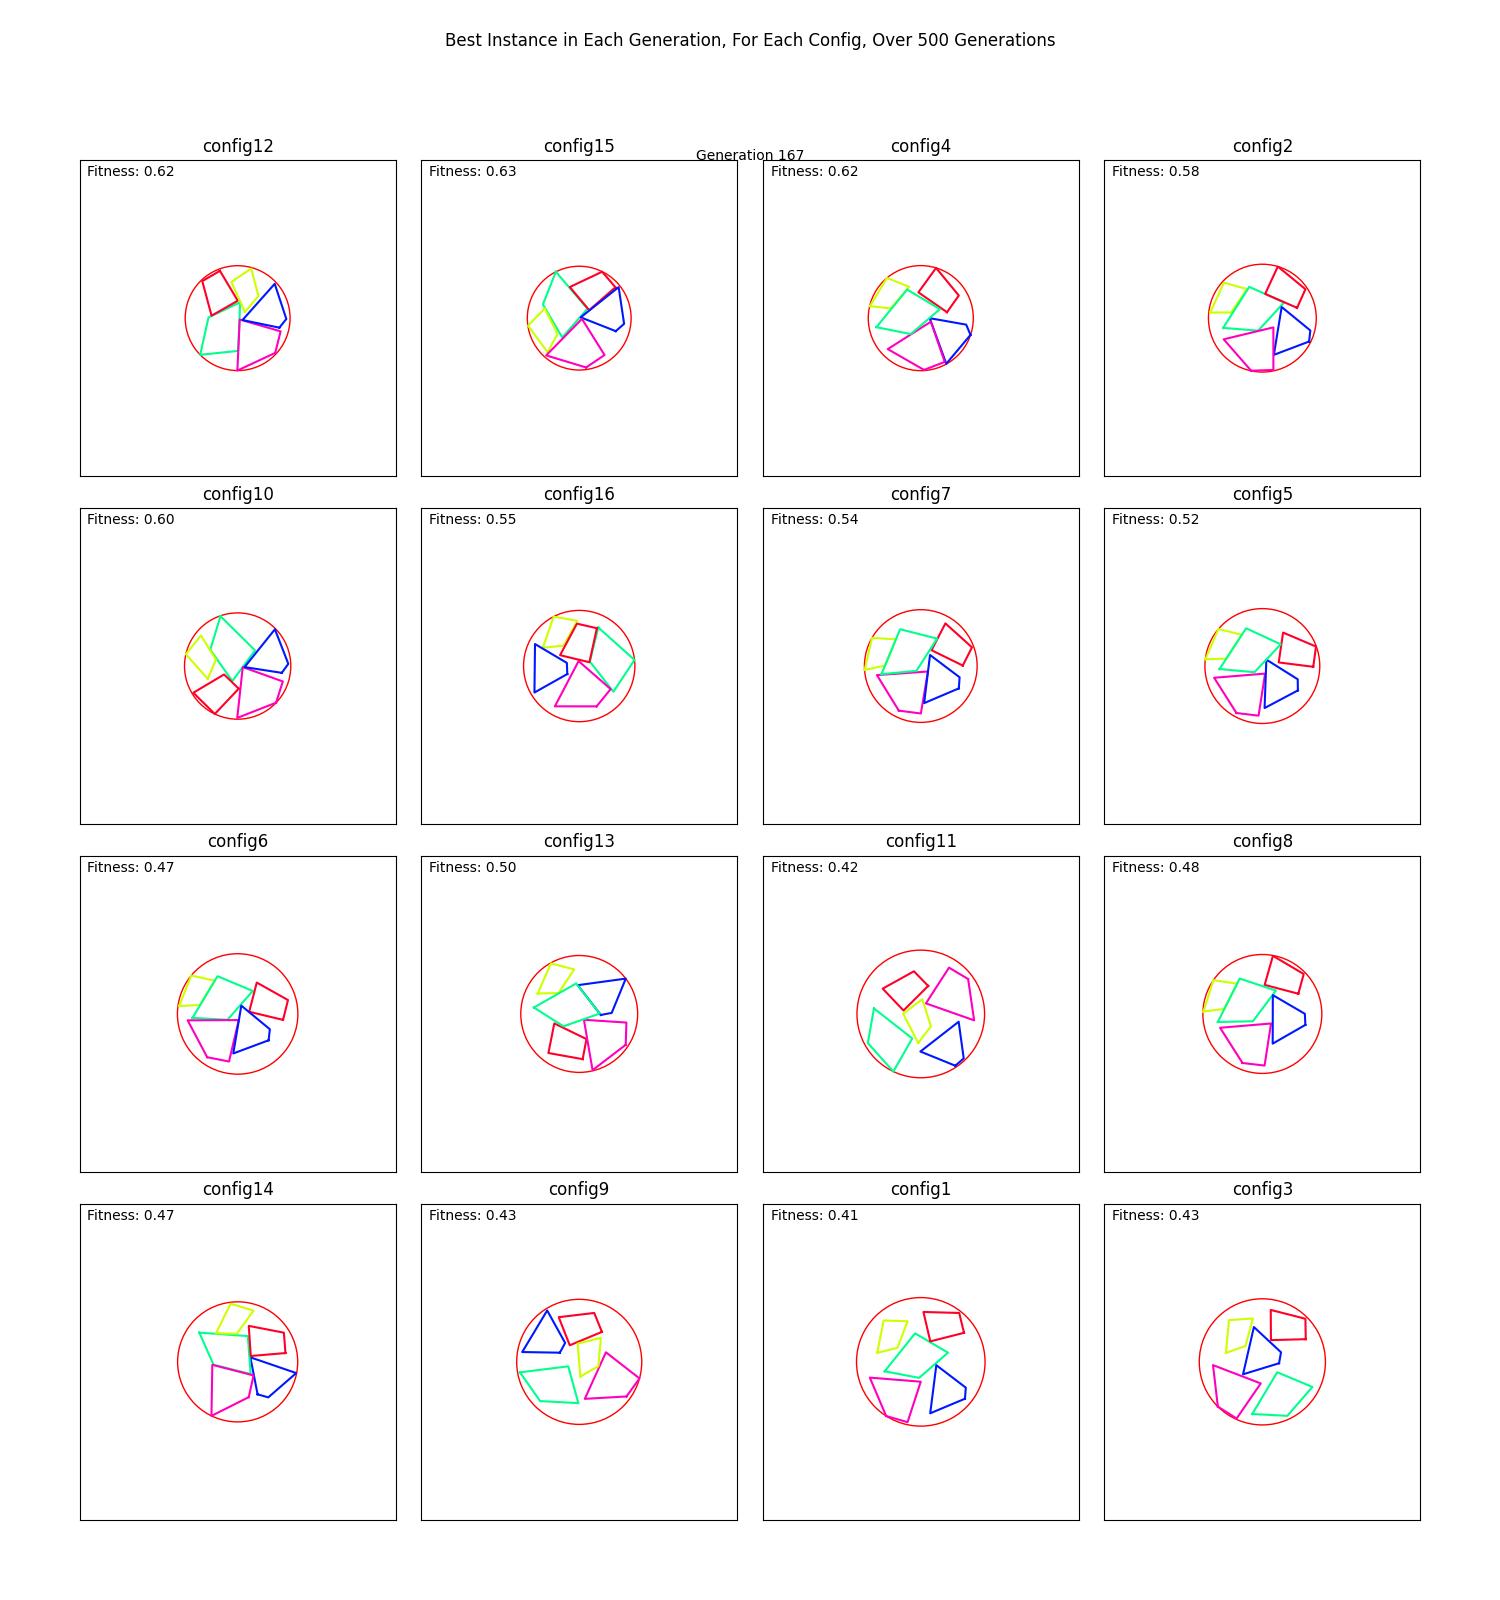 Best Instance in Each Generation, For Each Config, Over 500 Generations
Generation 167
config12
Fitness: 0.62
config15
Fitness: 0.63
config4
Fitness: 0.62
config2
Fitness: 0.58
config10
Fitness: 0.60
config16
Fitness: 0.55
config7
Fitness: 0.54
config5
Fitness: 0.52
config6
Fitness: 0.47
config13
Fitness: 0.50
config11
Fitness: 0.42
config8
Fitness: 0.48
config14
Fitness: 0.47
config9
Fitness: 0.43
config1
Fitness: 0.41
config3
Fitness: 0.43